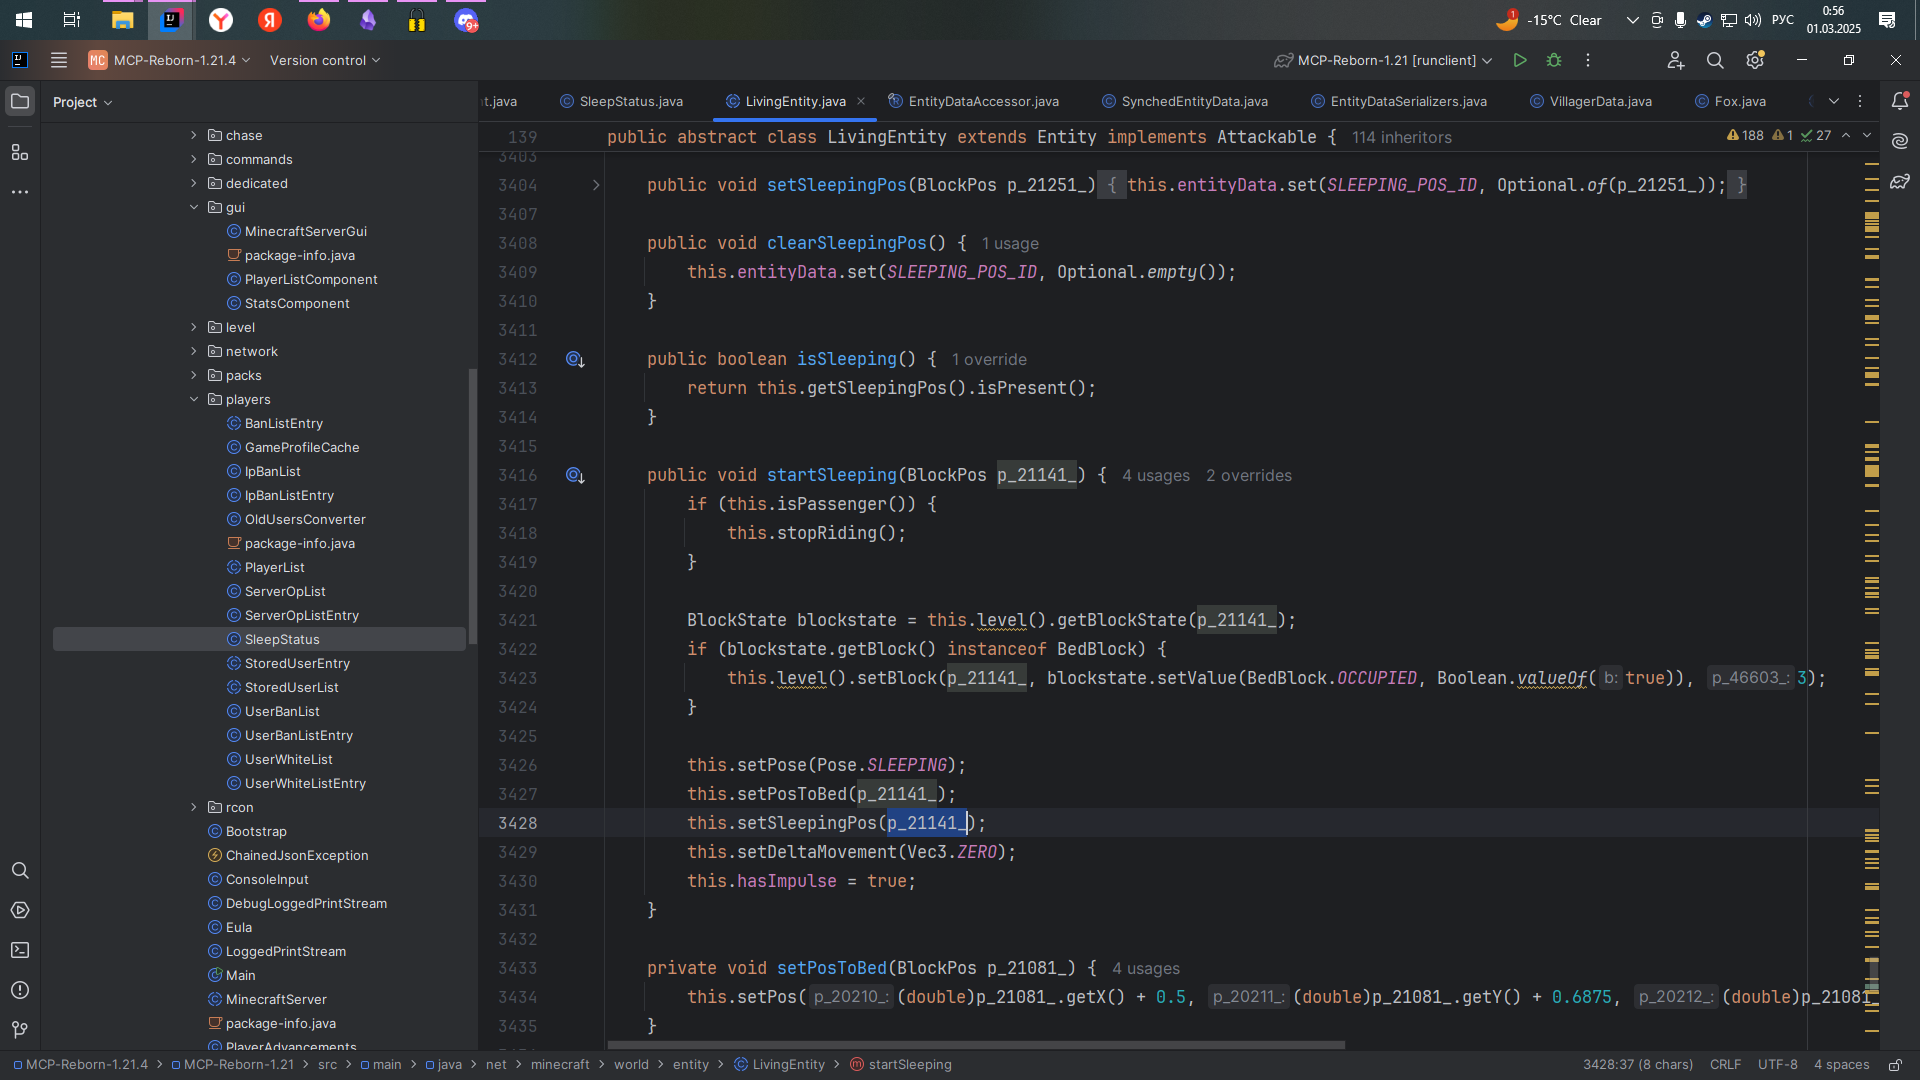 -15°C Clear
РУС
0:56
01.03.2025
MC
MCP-Reborn-1.21.4
Version control
MCP-Reborn-1.21 [runclient]
Project
t.java
SleepStatus.java
LivingEntity.java
EntityDataAccessor.java
SynchedEntityData.java
EntityDataSerializers.java
VillagerData.java
Fox.java
chase
commands
dedicated
gui
MinecraftServerGui
package-info.java
PlayerListComponent
StatsComponent
level
network
packs
players
BanListEntry
GameProfileCache
IpBanList
IpBanListEntry
OldUsersConverter
package-info.java
PlayerList
ServerOpList
ServerOpListEntry
SleepStatus
StoredUserEntry
StoredUserList
UserBanList
UserBanListEntry
UserWhiteList
UserWhiteListEntry
rcon
Bootstrap
ChainedJsonException
ConsoleInput
DebugLoggedPrintStream
Eula
LoggedPrintStream
Main
MinecraftServer
package-info.java
PlayerAdvancements
139 public abstract class LivingEntity extends Entity implements Attackable { 114 inheritors
188 1 27
3403
3404 public void setSleepingPos(BlockPos p_21251_) { this.entityData.set(SLEEPING_POS_ID, Optional.of(p_21251_)); }
3407
3408 public void clearSleepingPos() { 1 usage
3409 this.entityData.set(SLEEPING_POS_ID, Optional.empty());
3410 }
3411
3412 public boolean isSleeping() { 1 override
3413 return this.getSleepingPos().isPresent();
3414 }
3415
3416 public void startSleeping(BlockPos p_21141_) { 4 usages 2 overrides
3417 if (this.isPassenger()) {
3418 this.stopRiding();
3419 }
3420
3421 BlockState blockstate = this.level().getBlockState(p_21141_);
3422 if (blockstate.getBlock() instanceof BedBlock) {
3423 this.level().setBlock(p_21141_, blockstate.setValue(BedBlock.OCCUPIED, Boolean.valueOf( b: true)), p_46603_: 3);
3424 }
3425
3426 this.setPose(Pose.SLEEPING);
3427 this.setPosToBed(p_21141_);
3428 this.setSleepingPos(p_21141_);
3429 this.setDeltaMovement(Vec3.ZERO);
3430 this.hasImpulse = true;
3431 }
3432
3433 private void setPosToBed(BlockPos p_21081_) { 4 usages
3434 this.setPos( p_20210_: (double)p_21081_.getX() + 0.5, p_20211_: (double)p_21081_.getY() + 0.6875, p_20212_: (double)p_21081
3435 }
MCP-Reborn-1.21.4 > MCP-Reborn-1.21 > src > main > java > net > minecraft > world > entity > LivingEntity > startSleeping
3428:37 (8 chars) CRLF UTF-8 4 spaces